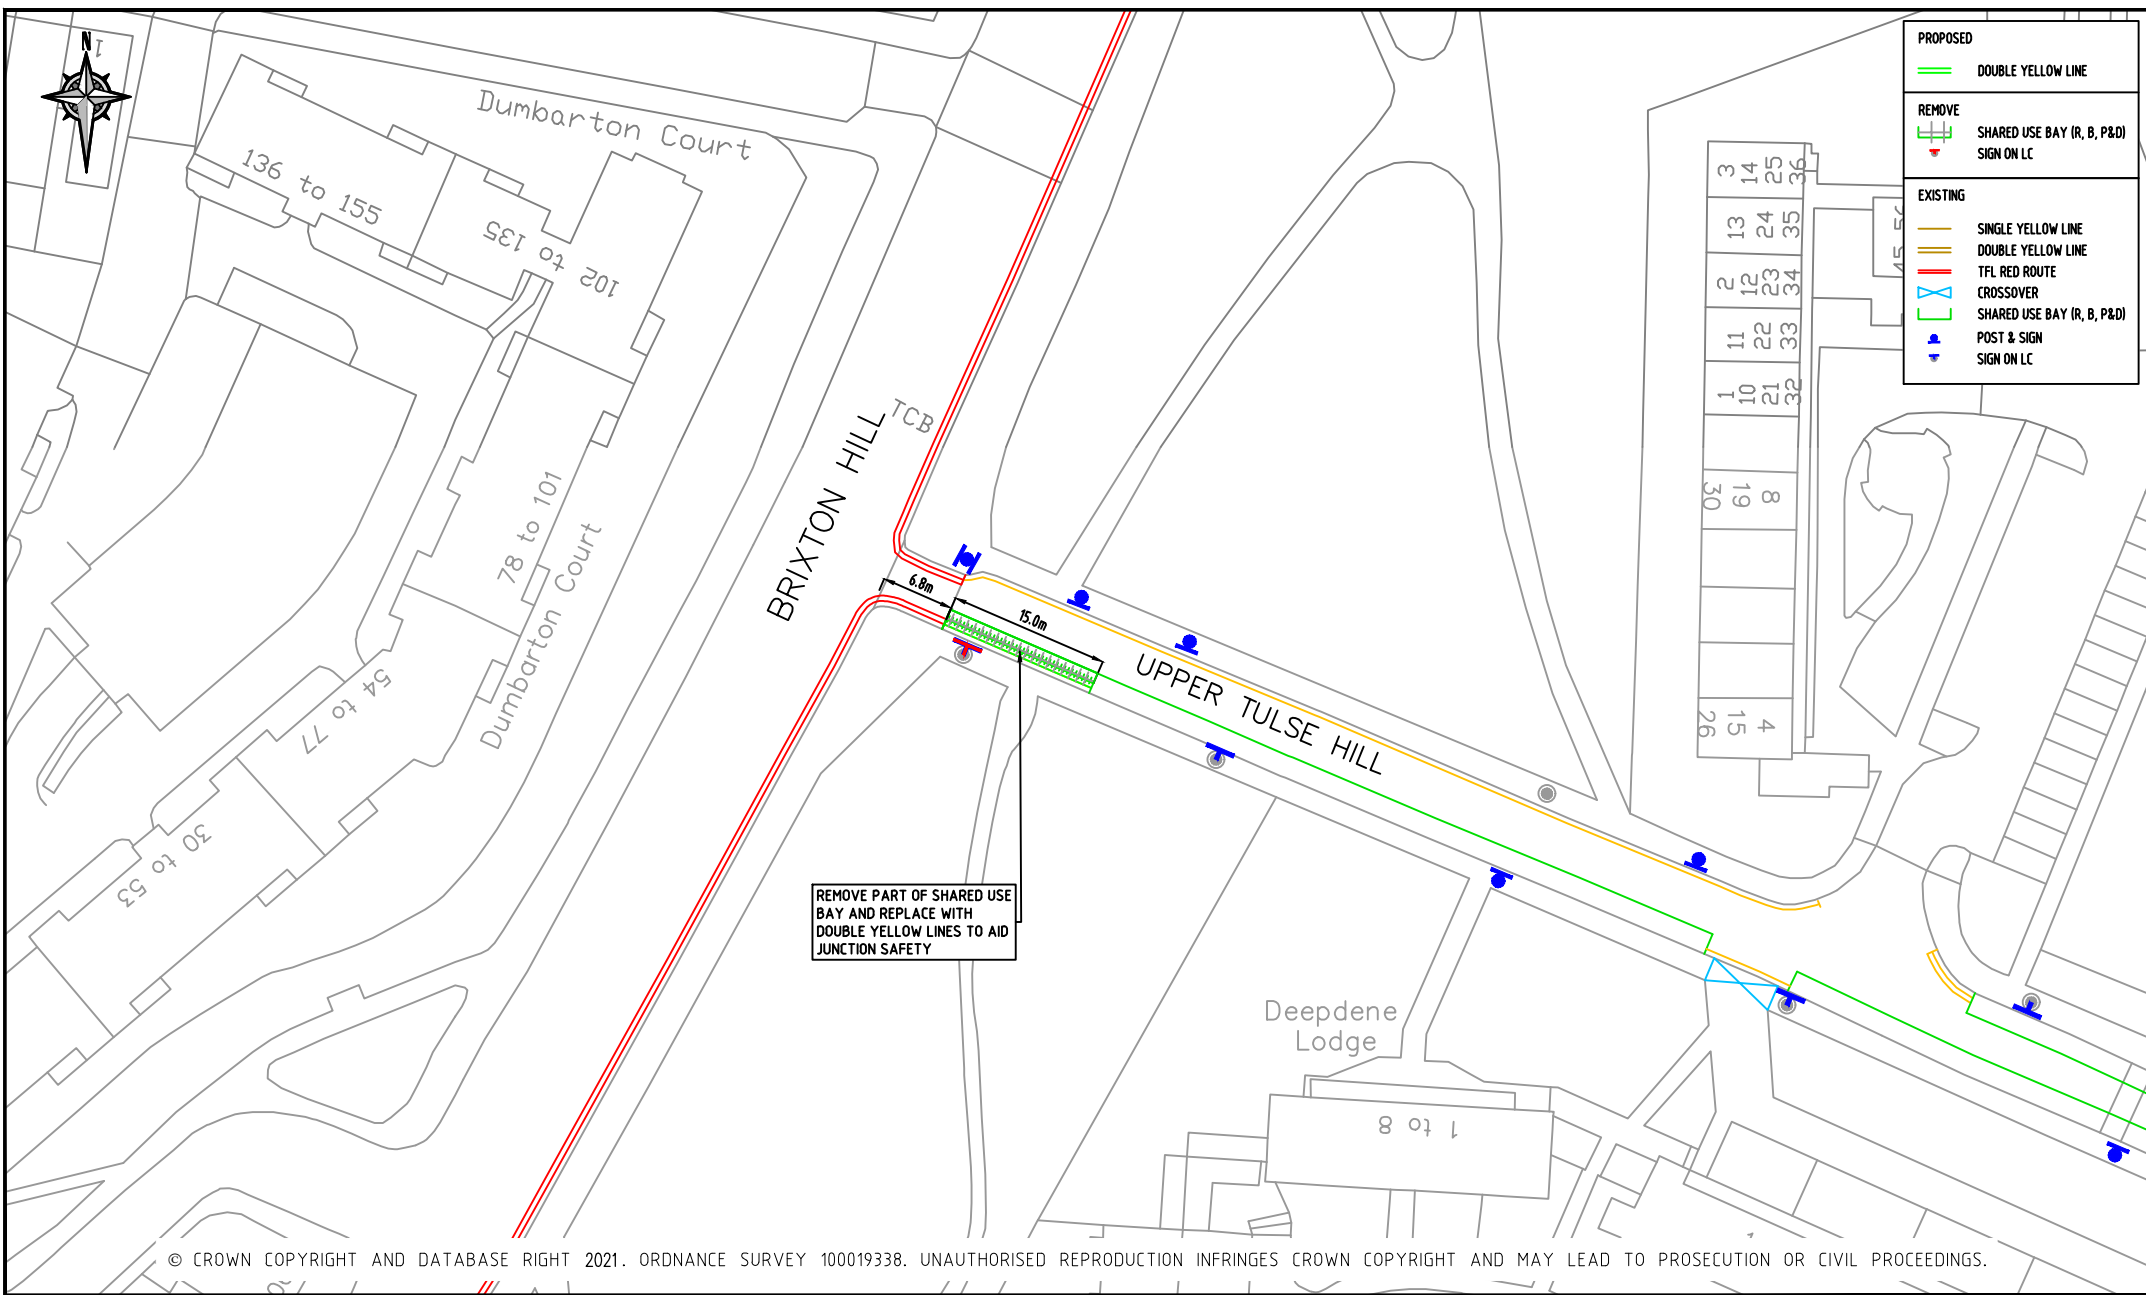 N
1
Dumbarton Court
136 to 155
102 to 135
78 to 101
Dumbarton Court
54 to 77
30 to 53
TCB
BRIXTON HILL
6.8m
15.0m
UPPER TULSE HILL
REMOVE PART OF SHARED USE
BAY AND REPLACE WITH
DOUBLE YELLOW LINES TO AID
JUNCTION SAFETY
Deepdene
Lodge
1 to 8
3
14
25
36
13
24
35
2
12
23
34
11
22
33
1
10
21
32
30
19
8
26
15
4
PROPOSED
DOUBLE YELLOW LINE
REMOVE
SHARED USE BAY (R, B, P&D)
SIGN ON LC
EXISTING
SINGLE YELLOW LINE
DOUBLE YELLOW LINE
TFL RED ROUTE
CROSSOVER
SHARED USE BAY (R, B, P&D)
POST & SIGN
SIGN ON LC
© CROWN COPYRIGHT AND DATABASE RIGHT 2021. ORDNANCE SURVEY 100019338. UNAUTHORISED REPRODUCTION INFRINGES CROWN COPYRIGHT AND MAY LEAD TO PROSECUTION OR CIVIL PROCEEDINGS.